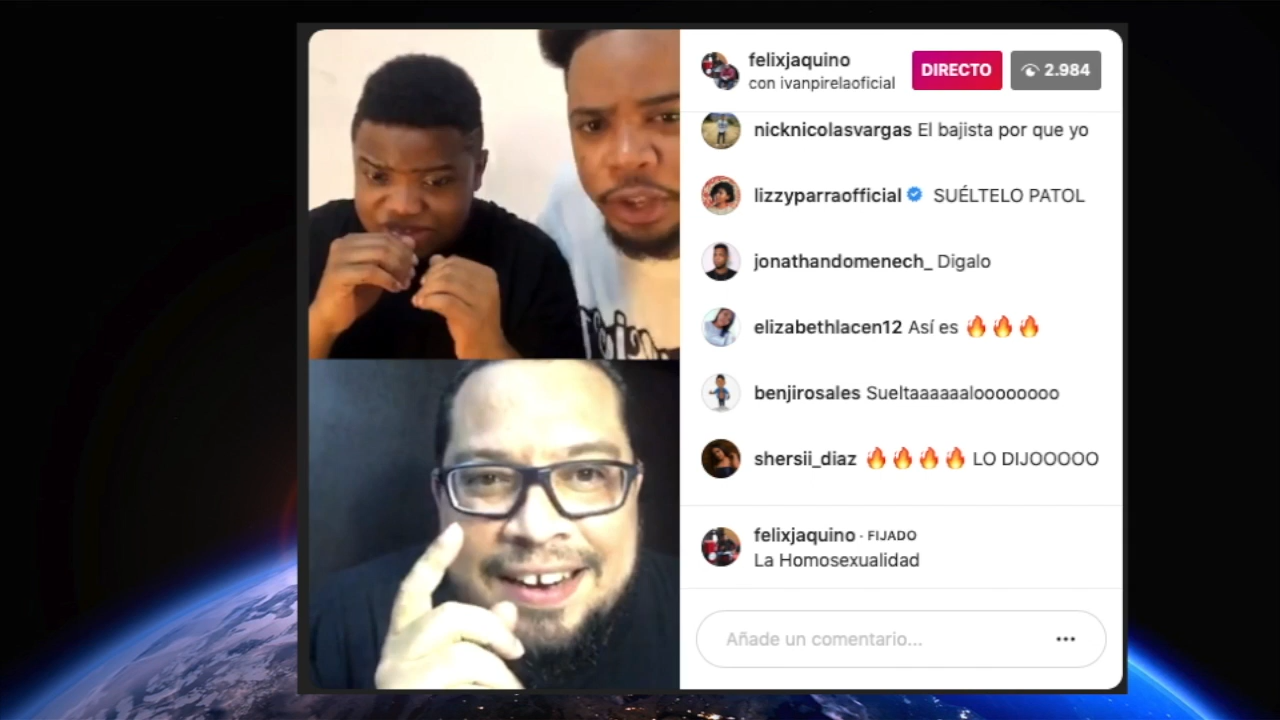 felixjaquino
con ivanpirelaoficial
DIRECTO
2.984
nicknicolasvargas El bajista por que yo
lizzyparraofficial SUÉLTELO PATOL
jonathandomenech_ Digalo
elizabethlacen12 Así es 🔥🔥🔥
benjirosales Sueltaaaaaaloooooooo
shersii_diaz 🔥🔥🔥🔥 LO DIJOOOOO
felixjaquino · FIJADO
La Homosexualidad
Añade un comentario...